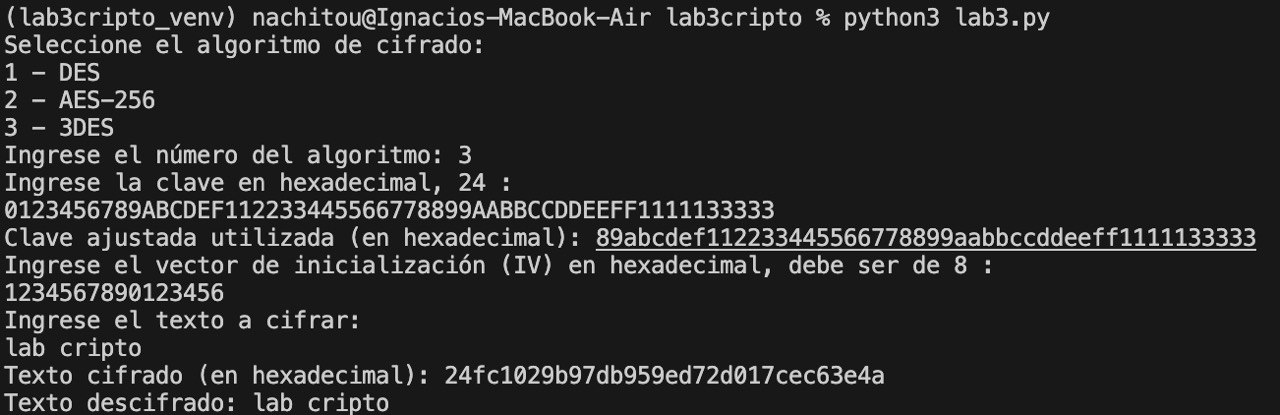 (lab3cripto_venv) nachitou@Ignacios-MacBook-Air lab3cripto % python3 lab3.py
Seleccione el algoritmo de cifrado:
1 - DES
2 - AES-256
3 - 3DES
Ingrese el número del algoritmo: 3
Ingrese la clave en hexadecimal, 24 :
0123456789ABCDEF112233445566778899AABBCCDDEEFF1111133333
Clave ajustada utilizada (en hexadecimal): 89abcdef112233445566778899aabbccddeeff1111133333
Ingrese el vector de inicialización (IV) en hexadecimal, debe ser de 8 :
1234567890123456
Ingrese el texto a cifrar:
lab cripto
Texto cifrado (en hexadecimal): 24fc1029b97db959ed72d017cec63e4a
Texto descifrado: lab cripto